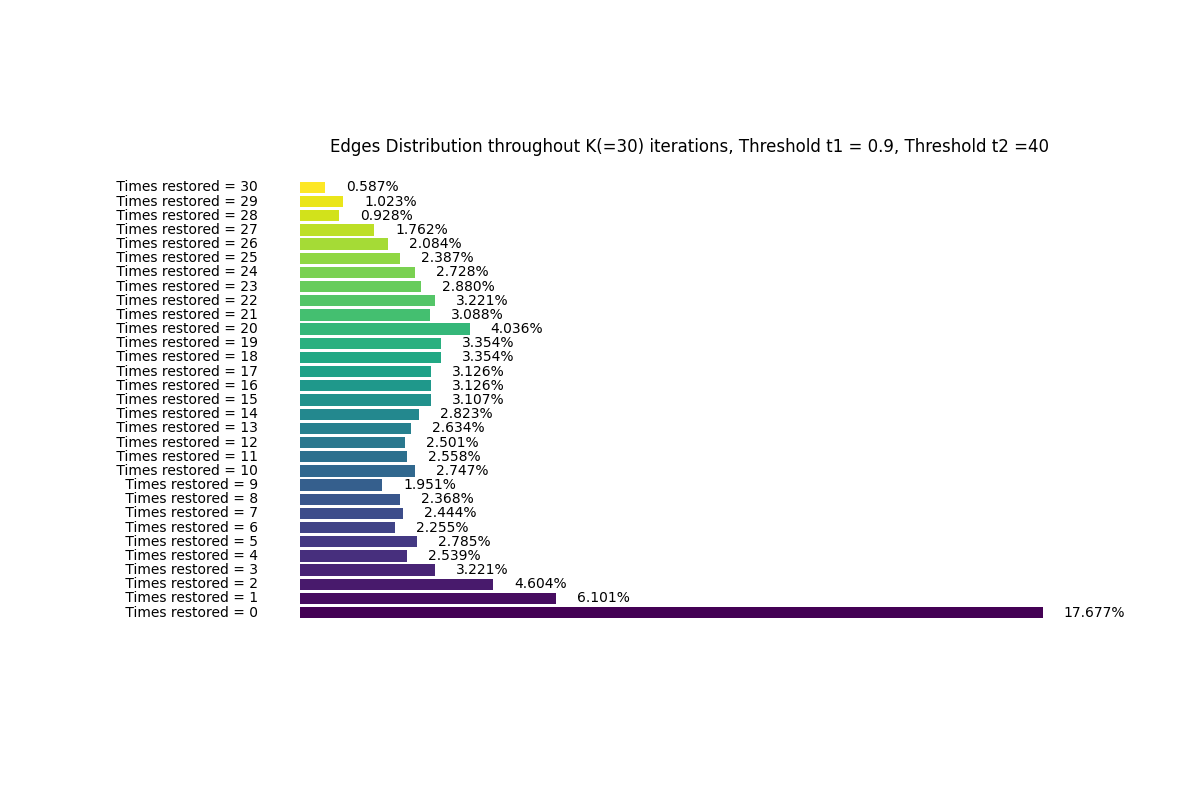 Edges Distribution throughout K(=30) iterations, Threshold t1 = 0.9, Threshold t2 =40
Times restored = 30 0.587%
Times restored = 29 1.023%
Times restored = 28 0.928%
Times restored = 27 1.762%
Times restored = 26 2.084%
Times restored = 25 2.387%
Times restored = 24 2.728%
Times restored = 23 2.880%
Times restored = 22 3.221%
Times restored = 21 3.088%
Times restored = 20 4.036%
Times restored = 19 3.354%
Times restored = 18 3.354%
Times restored = 17 3.126%
Times restored = 16 3.126%
Times restored = 15 3.107%
Times restored = 14 2.823%
Times restored = 13 2.634%
Times restored = 12 2.501%
Times restored = 11 2.558%
Times restored = 10 2.747%
Times restored = 9 1.951%
Times restored = 8 2.368%
Times restored = 7 2.444%
Times restored = 6 2.255%
Times restored = 5 2.785%
Times restored = 4 2.539%
Times restored = 3 3.221%
Times restored = 2 4.604%
Times restored = 1 6.101%
Times restored = 0 17.677%